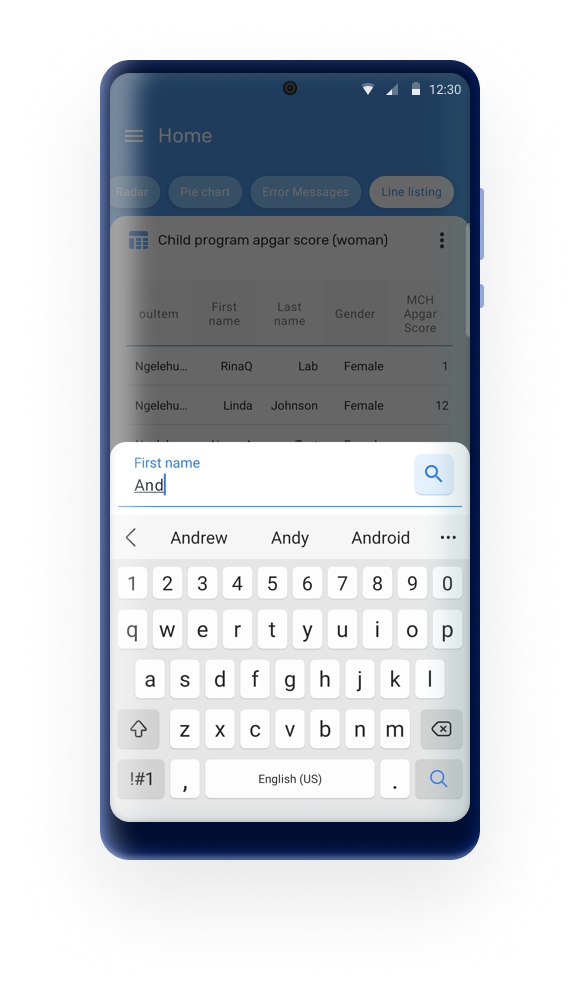 12:30
Home
Radar Pie chart Error Messages Line listing
Child program apgar score (woman)
ouItem First name Last name Gender MCH Apgar Score
Ngelehu... RinaQ Lab Female 1
Ngelehu... Linda Johnson Female 12
First name
And
Andrew Andy Android
1 2 3 4 5 6 7 8 9 0
q w e r t y u i o p
a s d f g h j k l
z x c v b n m
!#1 , English (US) .